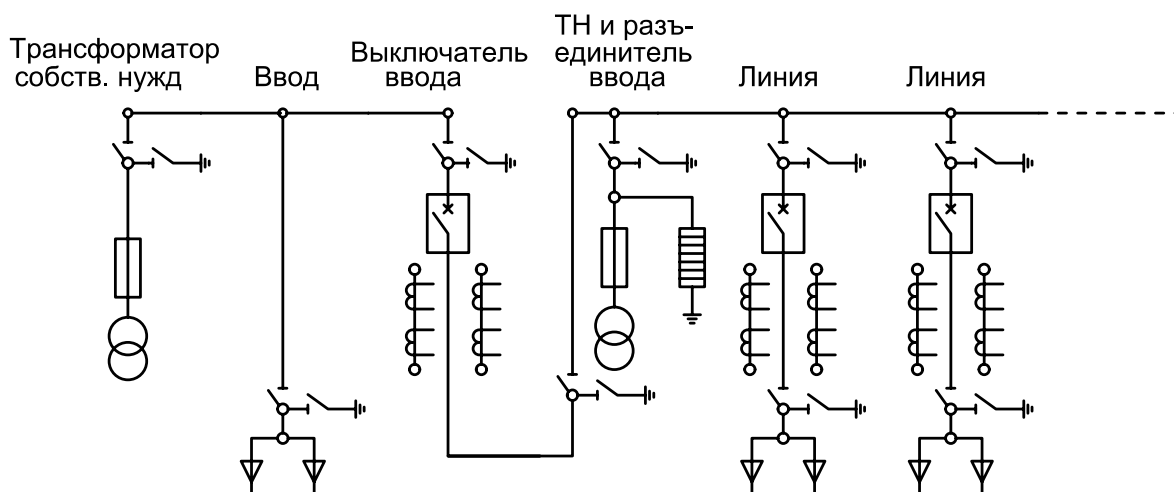 Трансформатор
собств. нужд
Ввод
Выключатель
ввода
ТН и разъ-
единитель
ввода
Линия
Линия